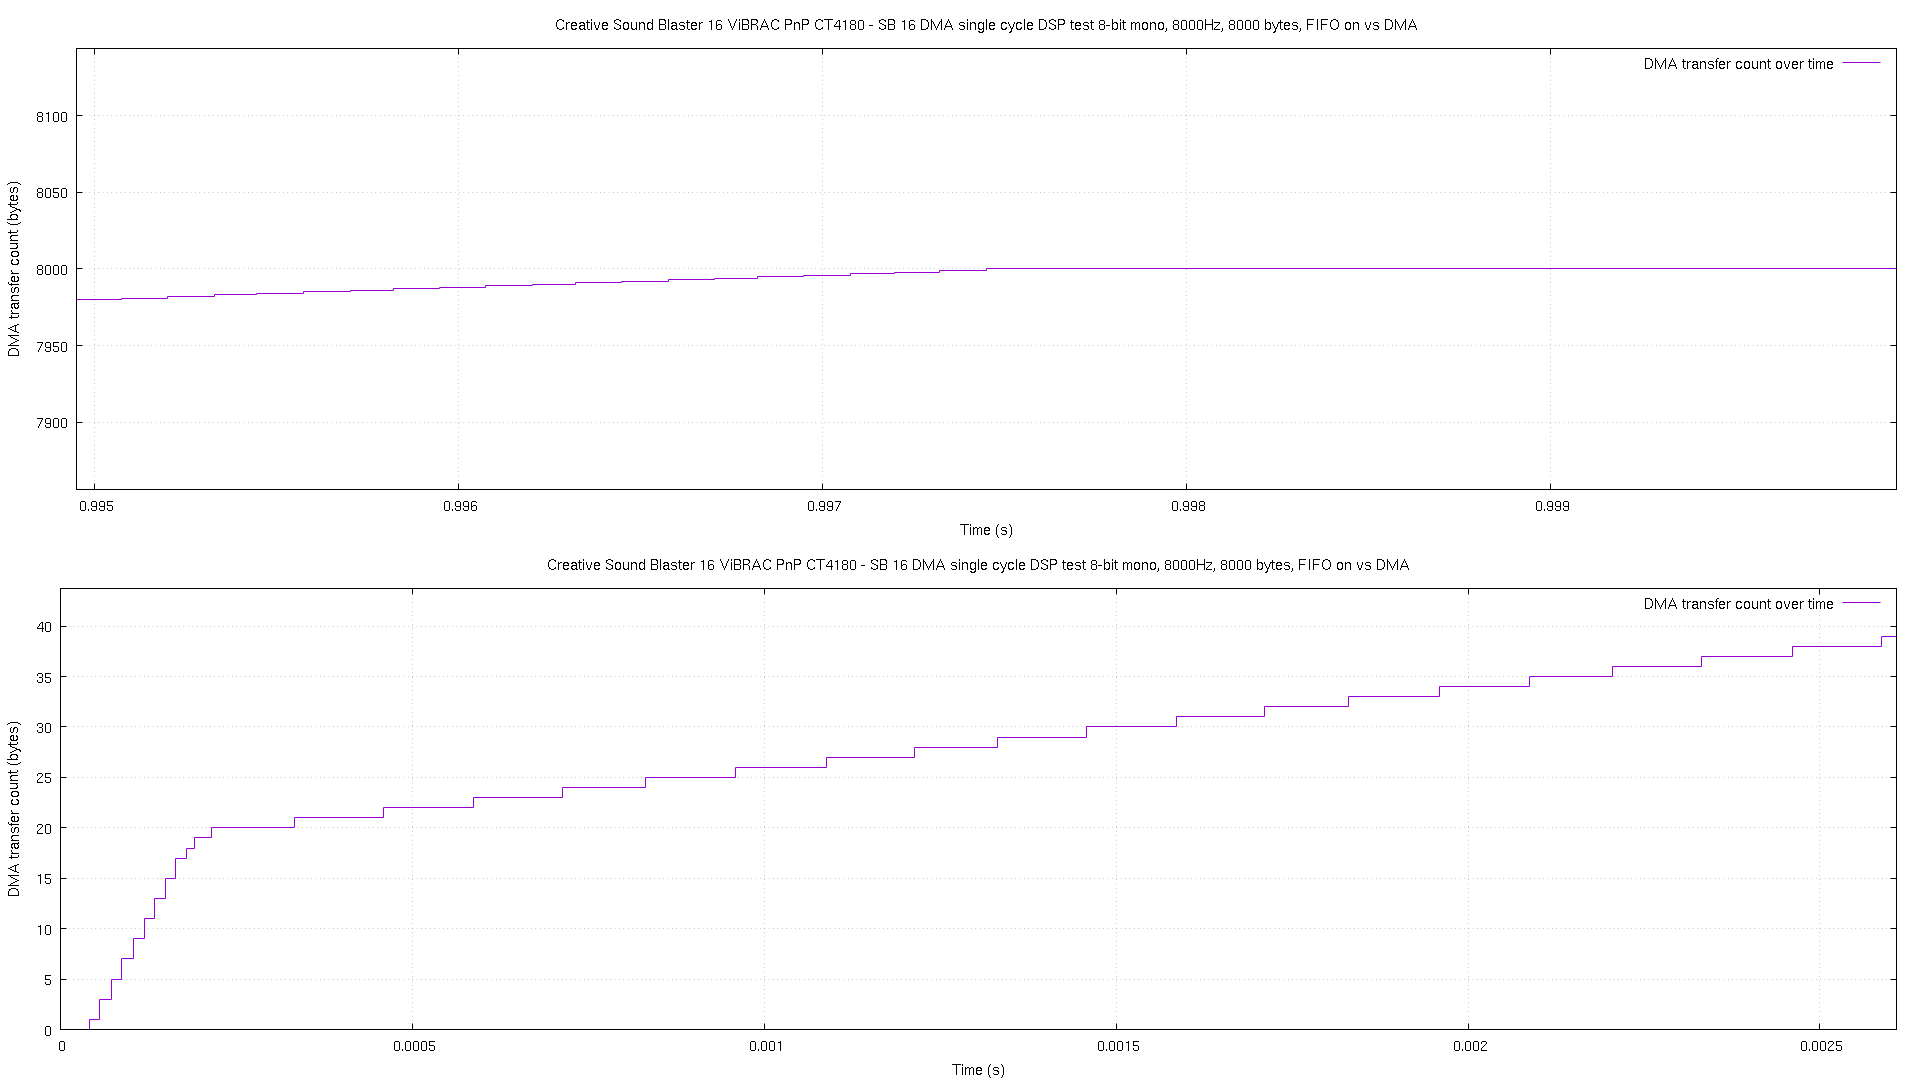 Creative Sound Blaster 16 ViBRAC PnP CT4180 - SB 16 DMA single cycle DSP test 8-bit mono, 8000Hz, 8000 bytes, FIFO on vs DMA
DMA transfer count over time
8100
8050
8000
7950
7900
DMA transfer count (bytes)
0.995 0.996 0.997 0.998 0.999
Time (s)
Creative Sound Blaster 16 ViBRAC PnP CT4180 - SB 16 DMA single cycle DSP test 8-bit mono, 8000Hz, 8000 bytes, FIFO on vs DMA
DMA transfer count over time
40
35
30
25
20
15
10
5
0
DMA transfer count (bytes)
0 0.0005 0.001 0.0015 0.002 0.0025
Time (s)